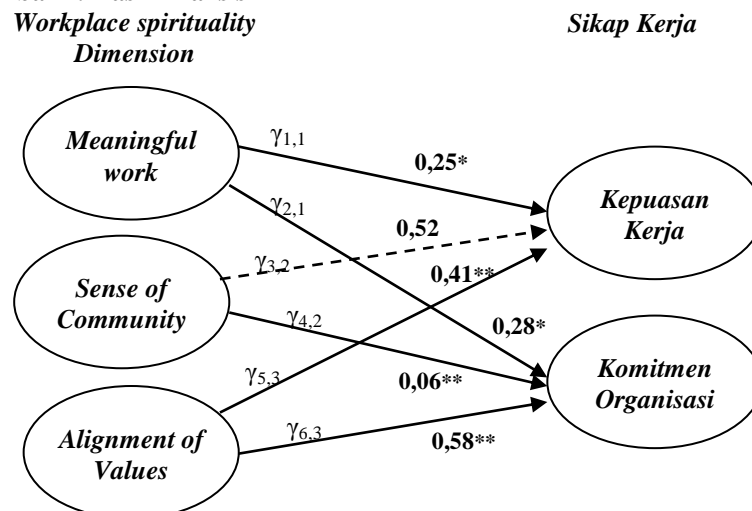 Workplace spirituality
Dimension
Sikap Kerja
Meaningful
work
γ1,1
0,25*
γ2,1
Kepuasan
Kerja
0,52
γ3,2
0,41**
Sense of
Community
γ4,2
0,28*
γ5,3
0,06**
Komitmen
Organisasi
Alignment of
Values
γ6,3
0,58**